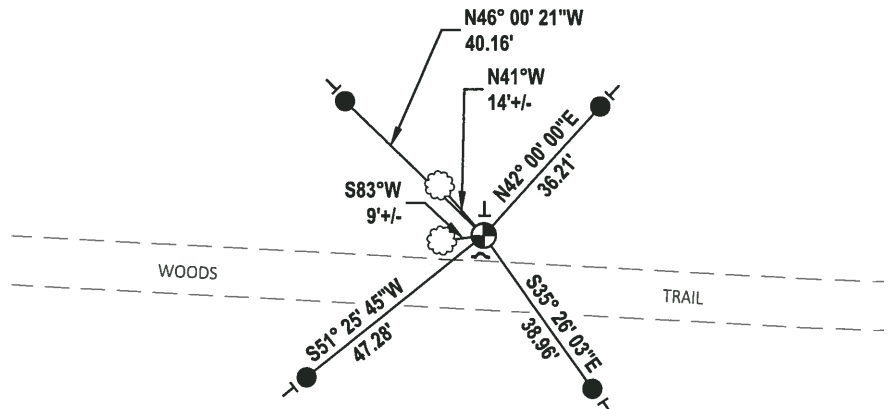 N46° 00' 21"W
40.16'
N41°W
14'+/-
N42° 00' 00"E
36.21'
S83°W
9'+/-
WOODS
TRAIL
S51° 25' 45"W
47.28'
S35° 26' 03"E
38.96'